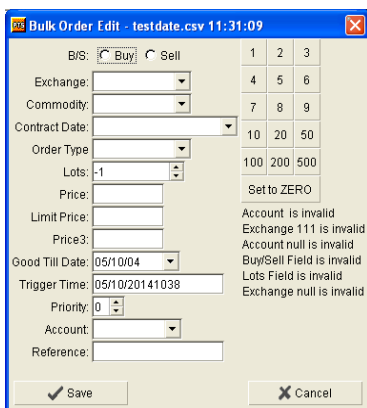 Bulk Order Edit - testdate.csv 11:31:09
B/S: Buy Sell
Exchange:
Commodity:
Contract Date:
Order Type
Lots: -1
Price:
Limit Price:
Price3:
Good Till Date: 05/10/04
Trigger Time: 05/10/20141038
Priority: 0
Account:
Reference:
1 2 3
4 5 6
7 8 9
10 20 50
100 200 500
Set to ZERO
Account is invalid
Exchange 111 is invalid
Account null is invalid
Buy/Sell Field is invalid
Lots Field is invalid
Exchange null is invalid
Save
Cancel